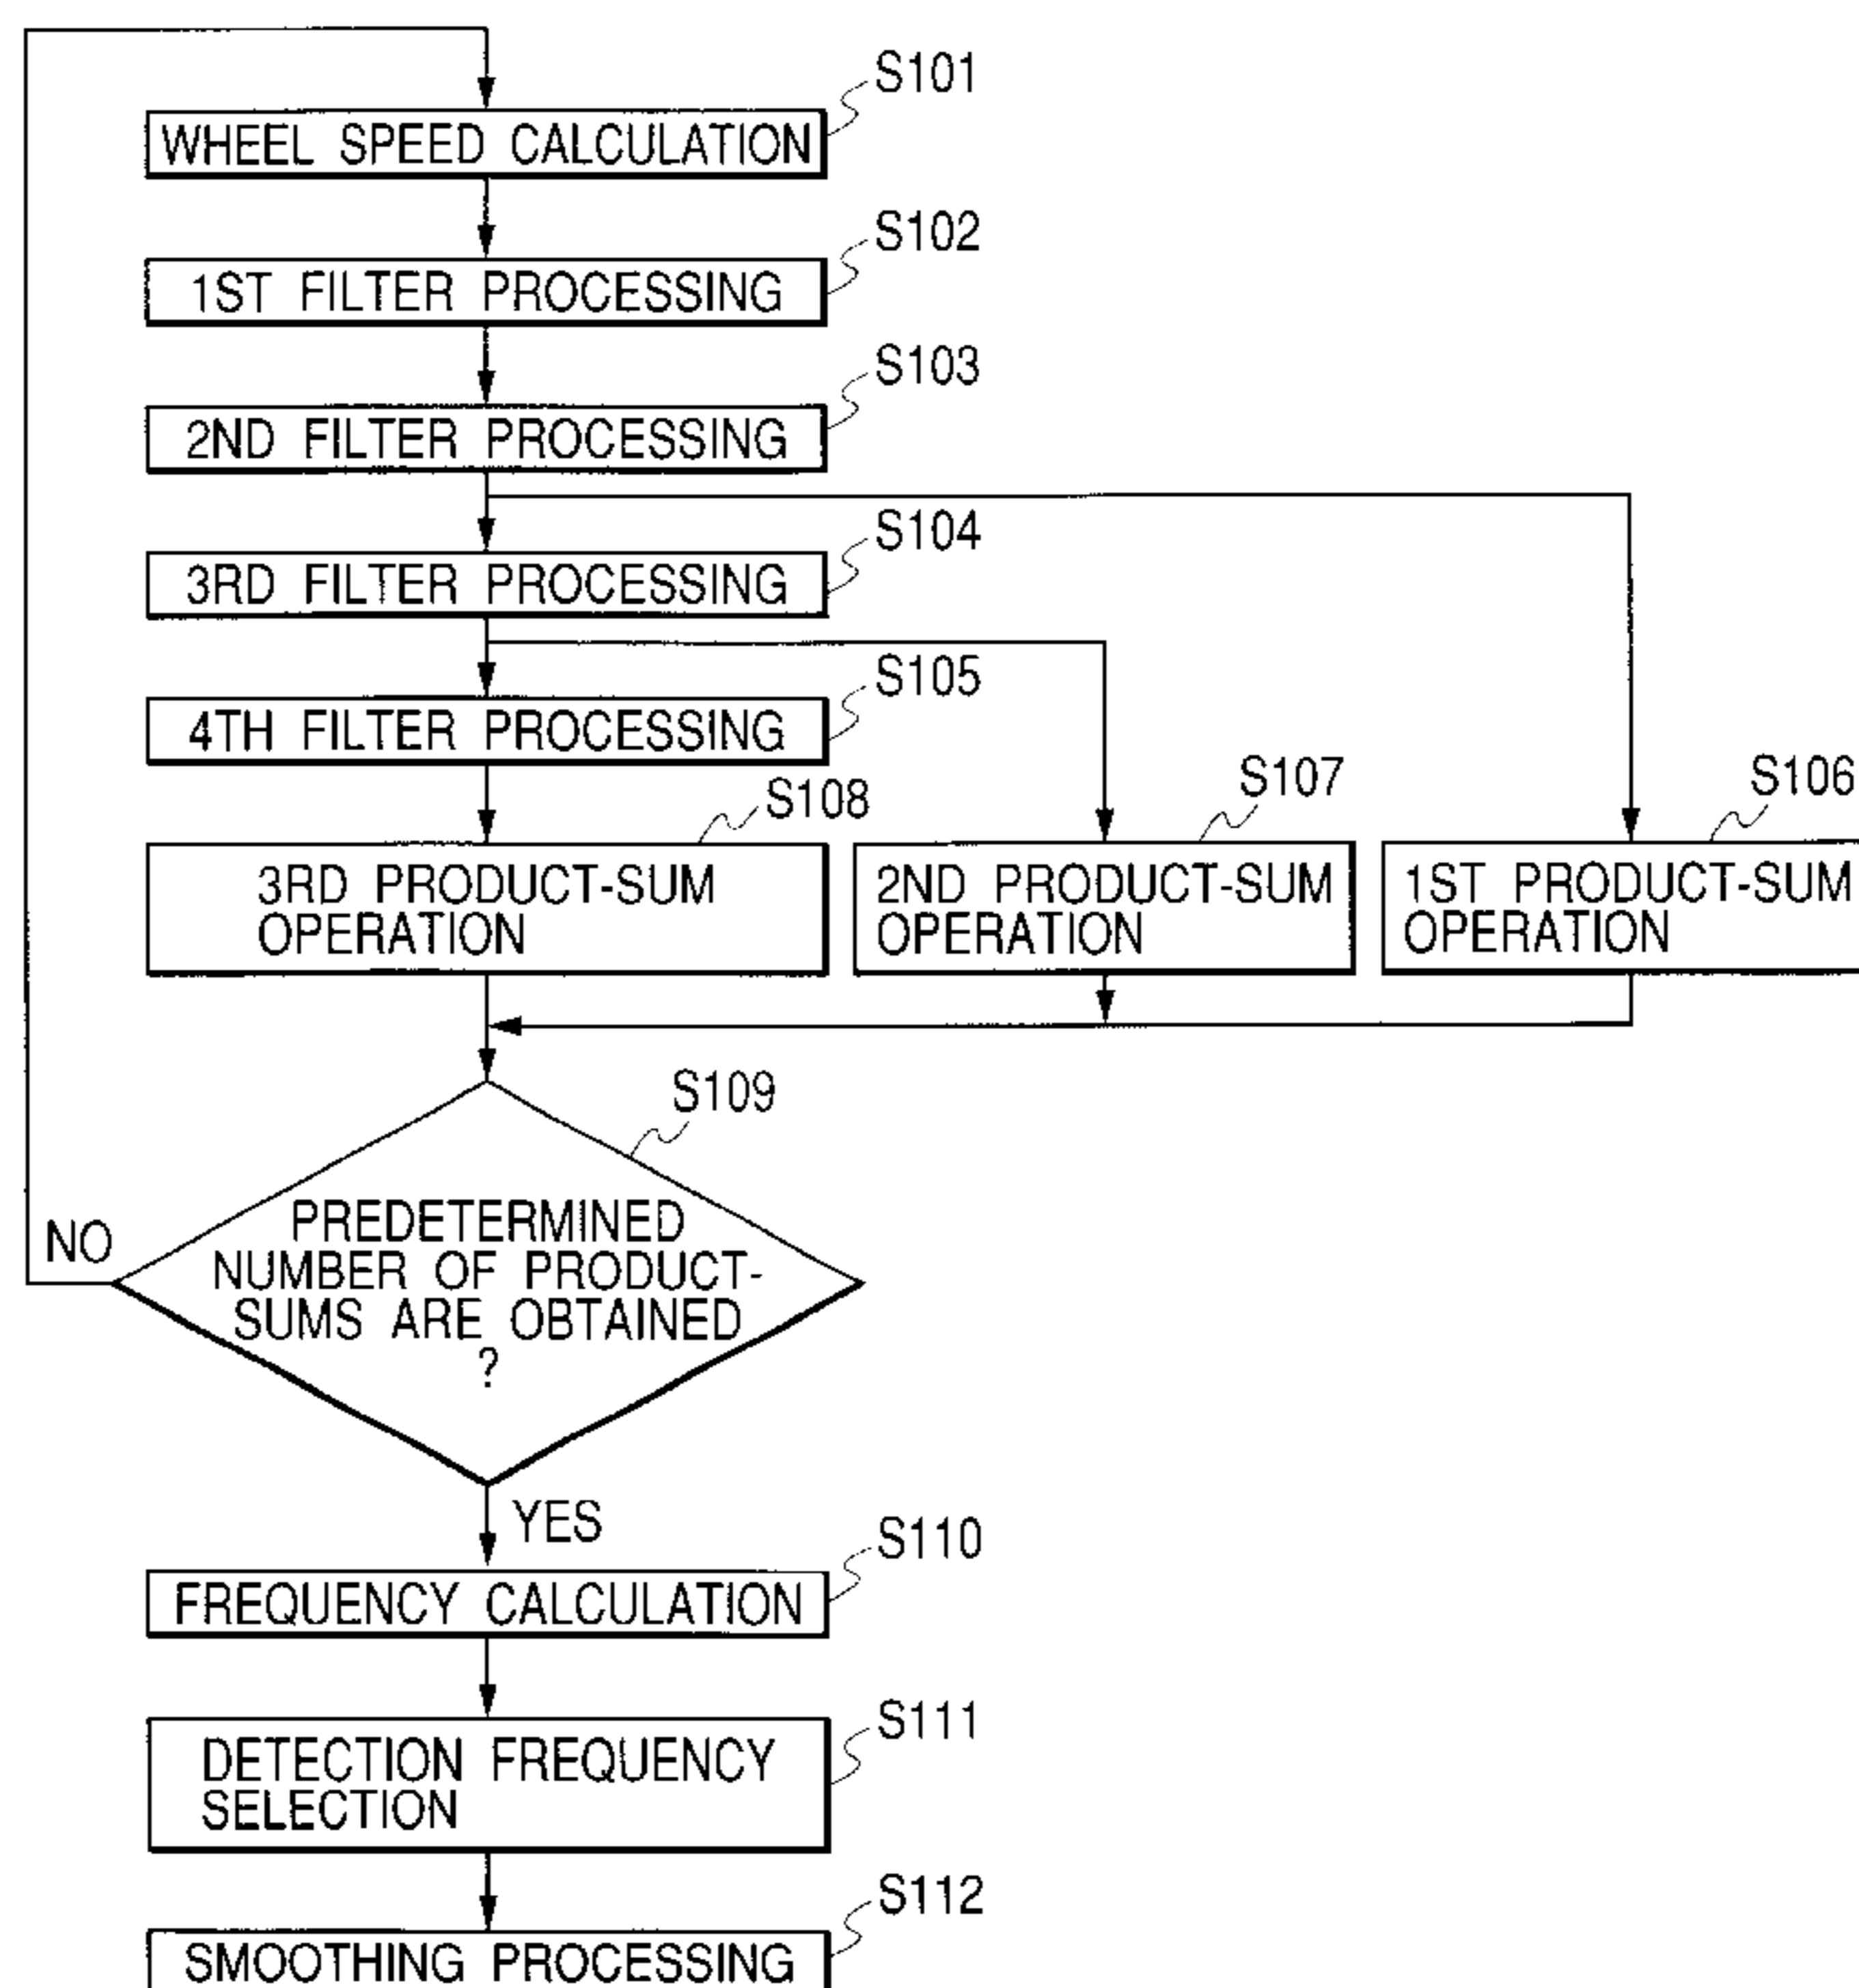 S101
WHEEL SPEED CALCULATION
S102
1ST FILTER PROCESSING
S103
2ND FILTER PROCESSING
S104
3RD FILTER PROCESSING
S105
4TH FILTER PROCESSING
S108
3RD PRODUCT-SUM
OPERATION
S107
2ND PRODUCT-SUM
OPERATION
S106
1ST PRODUCT-SUM
OPERATION
S109
PREDETERMINED
NUMBER OF PRODUCT-
SUMS ARE OBTAINED
?
NO
YES
S110
FREQUENCY CALCULATION
S111
DETECTION FREQUENCY
SELECTION
S112
SMOOTHING PROCESSING